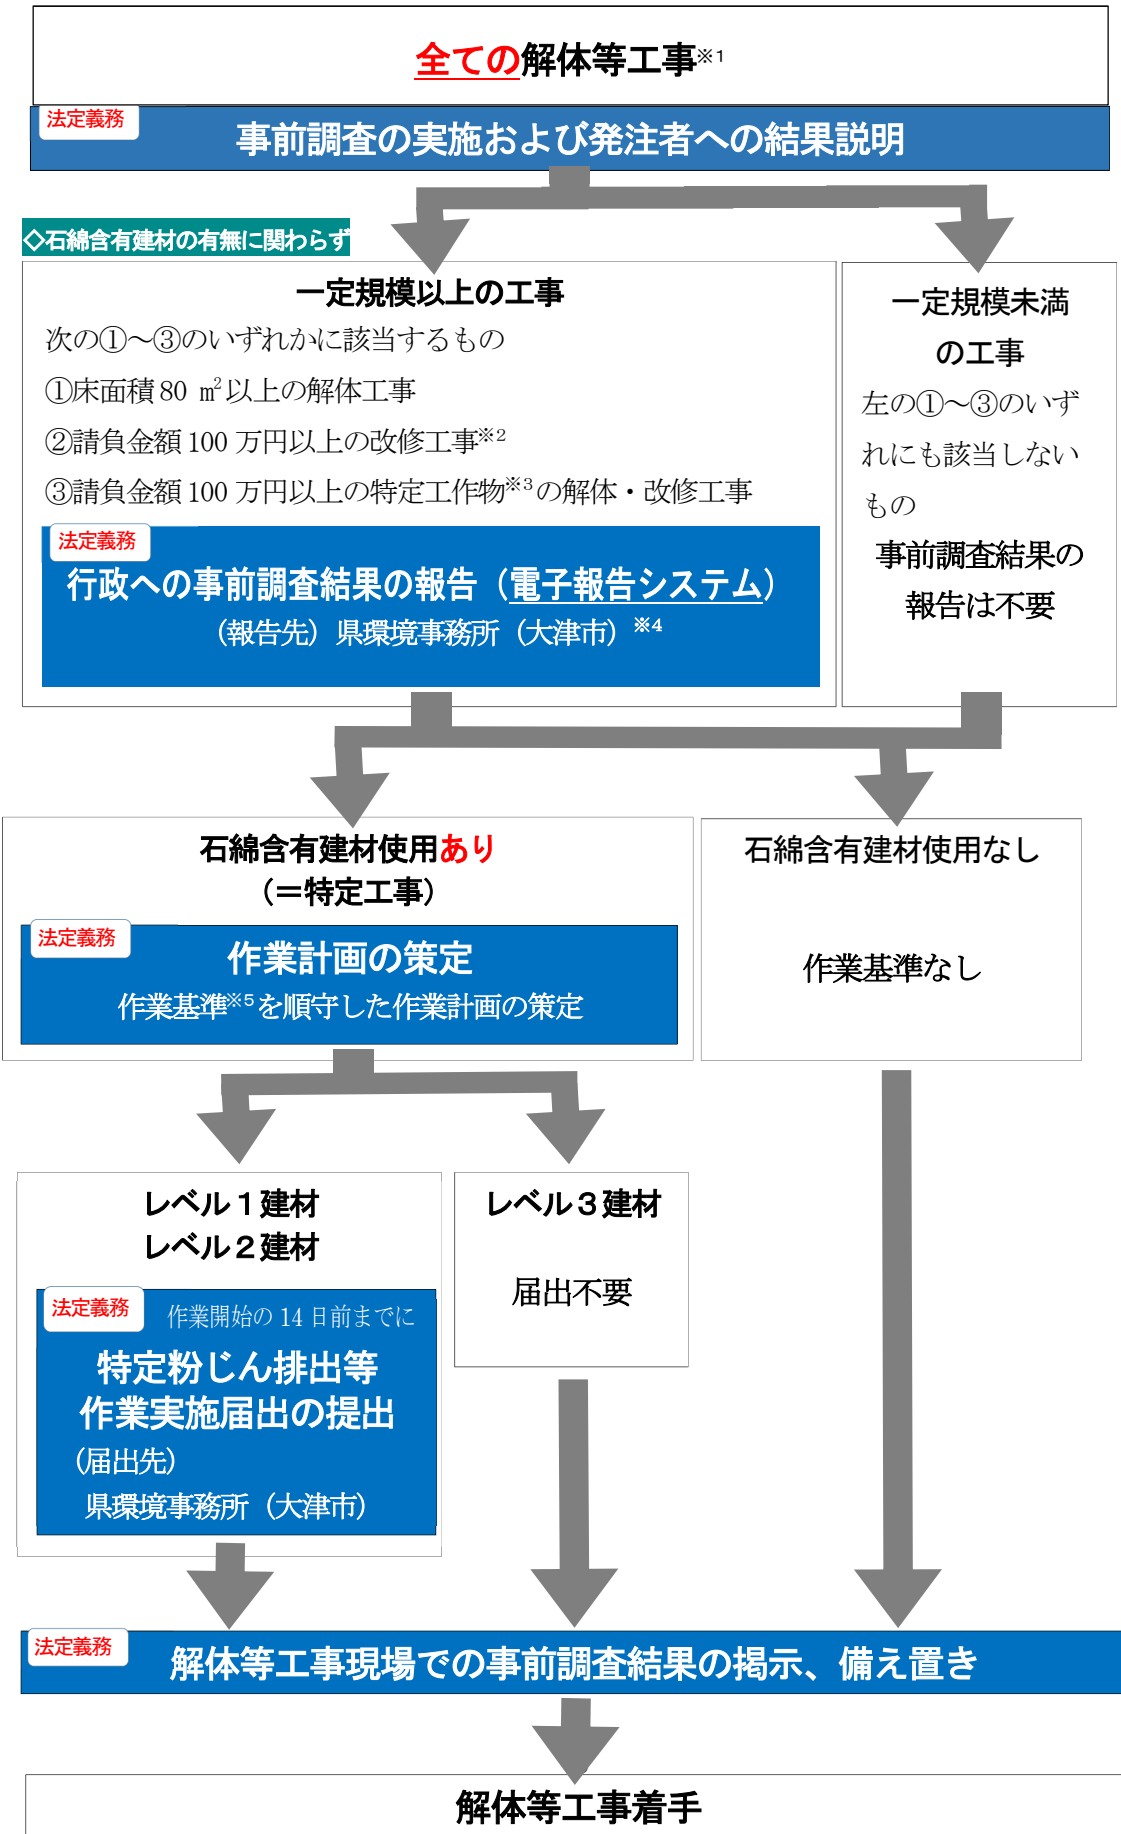 全ての解体等工事※1
法定義務
事前調査の実施および発注者への結果説明
◇石綿含有建材の有無に関わらず
一定規模以上の工事
次の①～③のいずれかに該当するもの
①床面積80 ㎡以上の解体工事
②請負金額100 万円以上の改修工事※2
③請負金額100 万円以上の特定工作物※3の解体・改修工事
法定義務
行政への事前調査結果の報告（電子報告システム）
（報告先）県環境事務所（大津市）※4
一定規模未満
の工事
左の①～③のいず
れにも該当しない
もの
事前調査結果の
報告は不要
石綿含有建材使用あり
（＝特定工事）
法定義務
作業計画の策定
作業基準※5を順守した作業計画の策定
石綿含有建材使用なし
作業基準なし
レベル１建材
レベル２建材
法定義務
作業開始の14日前までに
特定粉じん排出等
作業実施届出の提出
（届出先）
県環境事務所（大津市）
レベル３建材
届出不要
法定義務
解体等工事現場での事前調査結果の掲示、備え置き
解体等工事着手